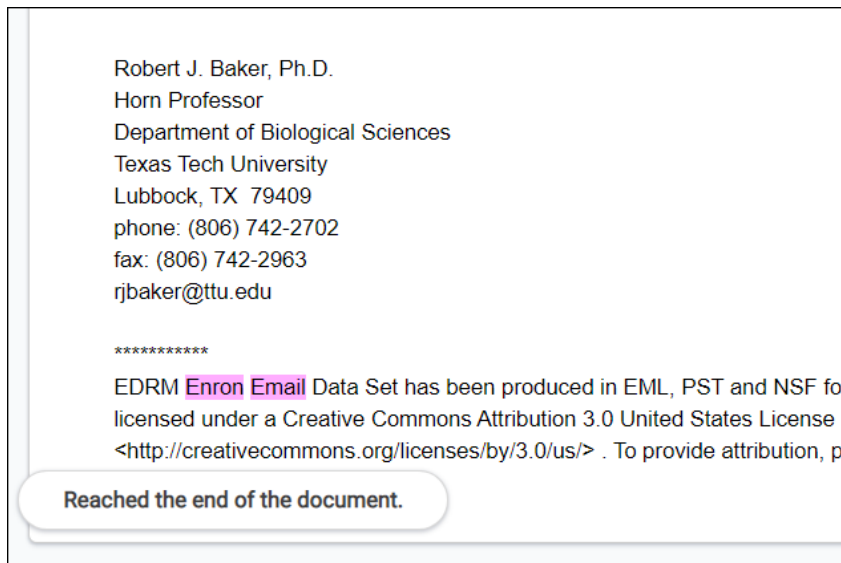 Robert J. Baker, Ph.D.
Horn Professor
Department of Biological Sciences
Texas Tech University
Lubbock, TX  79409
phone: (806) 742-2702
fax: (806) 742-2963
rjbaker@ttu.edu
***********
EDRM Enron Email Data Set has been produced in EML, PST and NSF fo
licensed under a Creative Commons Attribution 3.0 United States License
<http://creativecommons.org/licenses/by/3.0/us/> . To provide attribution, p
Reached the end of the document.